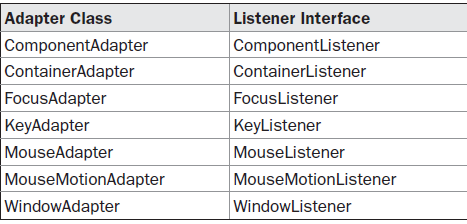 Adapter Class Listener Interface
ComponentAdapter ComponentListener
ContainerAdapter ContainerListener
FocusAdapter FocusListener
KeyAdapter KeyListener
MouseAdapter MouseListener
MouseMotionAdapter MouseMotionListener
WindowAdapter WindowListener